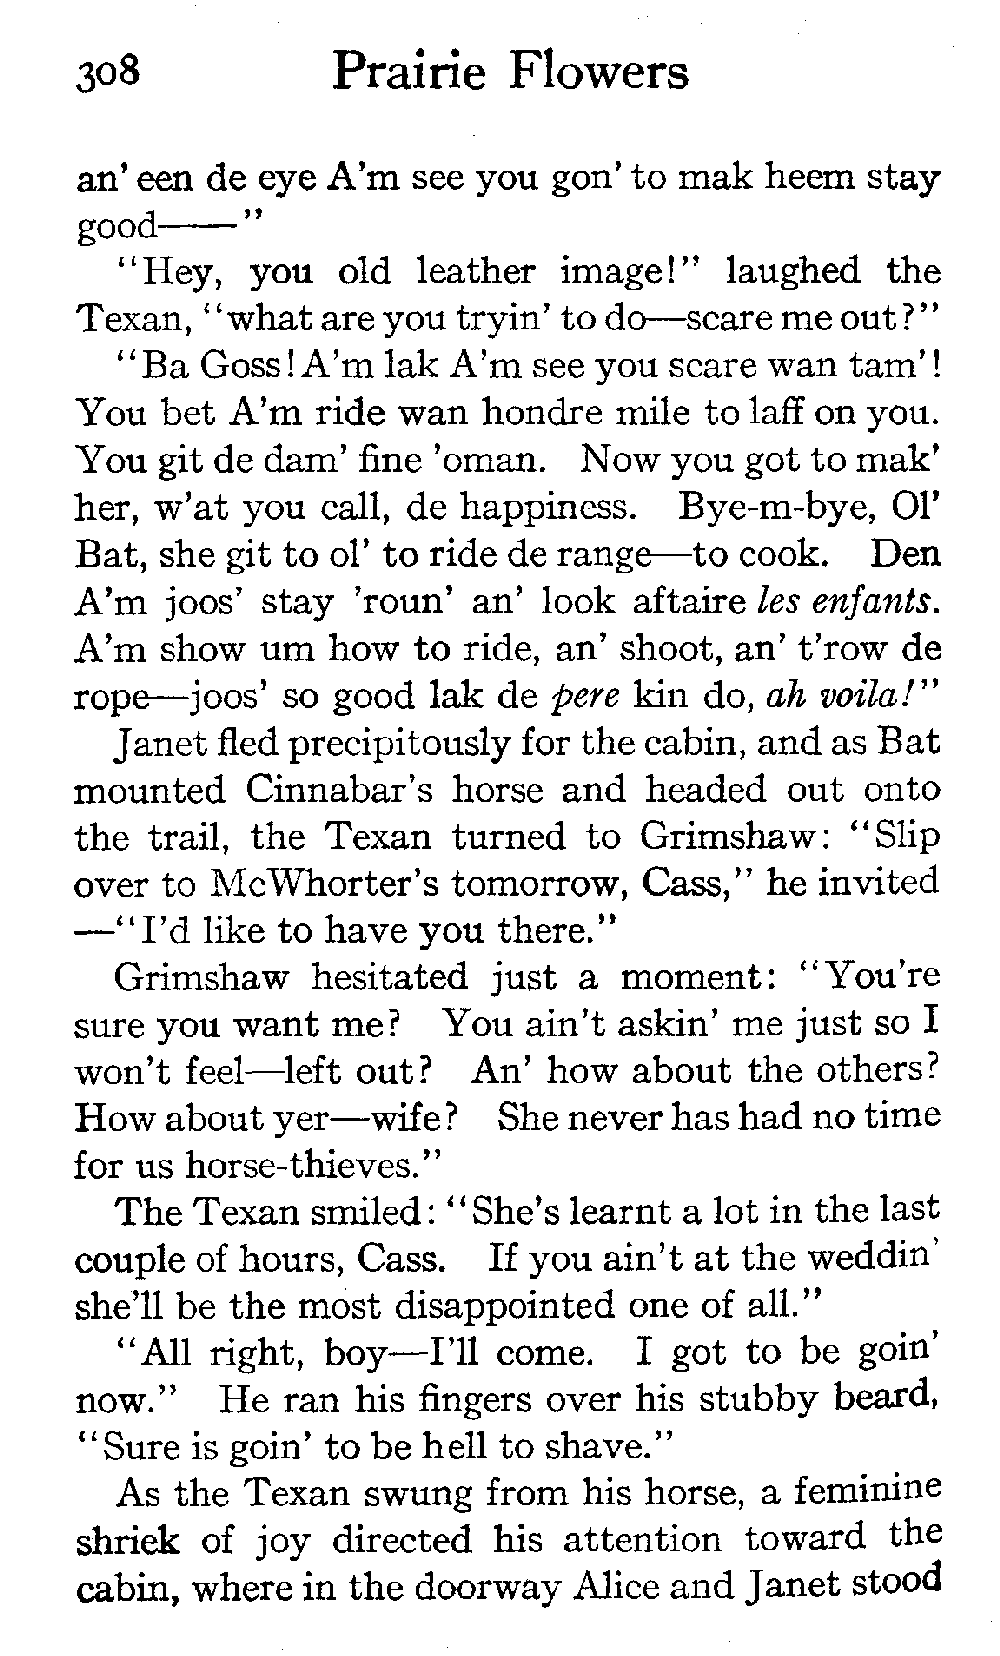 308 Prairie Flowers
an' een de eye A'm see you gon' to mak heem stay
good——"
"Hey, you old leather image!" laughed the
Texan, "what are you tryin' to do—scare me out?"
"Ba Goss! A'm lak A'm see you scare wan tam'!
You bet A'm ride wan hondre mile to laff on you.
You git de dam' fine 'oman. Now you got to mak'
her, w'at you call, de happiness. Bye-m-bye, Ol'
Bat, she git to ol' to ride de range—to cook. Den
A'm joos' stay 'roun' an' look aftaire les enfants.
A'm show um how to ride, an' shoot, an' t'row de
rope—joos' so good lak de pere kin do, ah voila!"
Janet fled precipitously for the cabin, and as Bat
mounted Cinnabar's horse and headed out onto
the trail, the Texan turned to Grimshaw: "Slip
over to McWhorter's tomorrow, Cass," he invited
—"I'd like to have you there."
Grimshaw hesitated just a moment: "You're
sure you want me? You ain't askin' me just so I
won't feel—left out? An' how about the others?
How about yer—wife? She never has had no time
for us horse-thieves."
The Texan smiled: "She's learnt a lot in the last
couple of hours, Cass. If you ain't at the weddin'
she'll be the most disappointed one of all."
"All right, boy—I'll come. I got to be goin'
now." He ran his fingers over his stubby beard,
"Sure is goin' to be hell to shave."
As the Texan swung from his horse, a feminine
shriek of joy directed his attention toward the
cabin, where in the doorway Alice and Janet stood